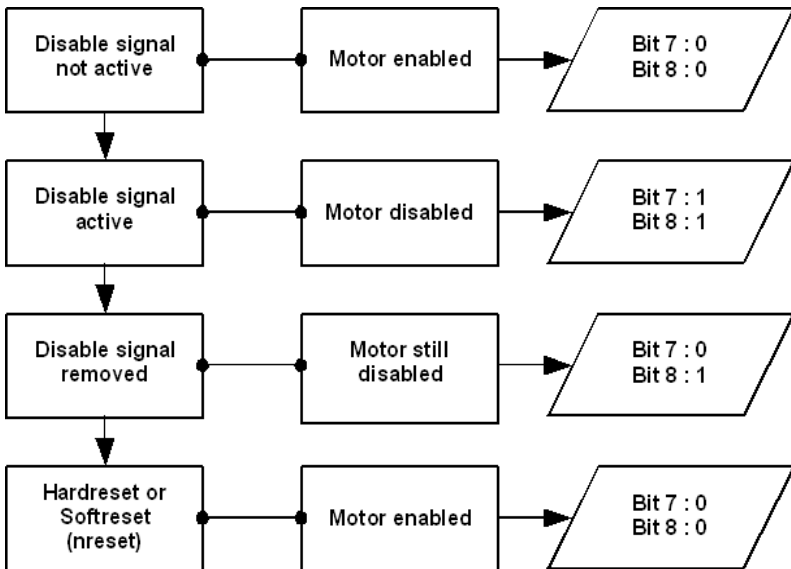 Disable signal
not active
Motor enabled
Bit 7 : 0
Bit 8 : 0
Disable signal
active
Motor disabled
Bit 7 : 1
Bit 8 : 1
Disable signal
removed
Motor still
disabled
Bit 7 : 0
Bit 8 : 1
Hardreset or
Softreset
(nreset)
Motor enabled
Bit 7 : 0
Bit 8 : 0